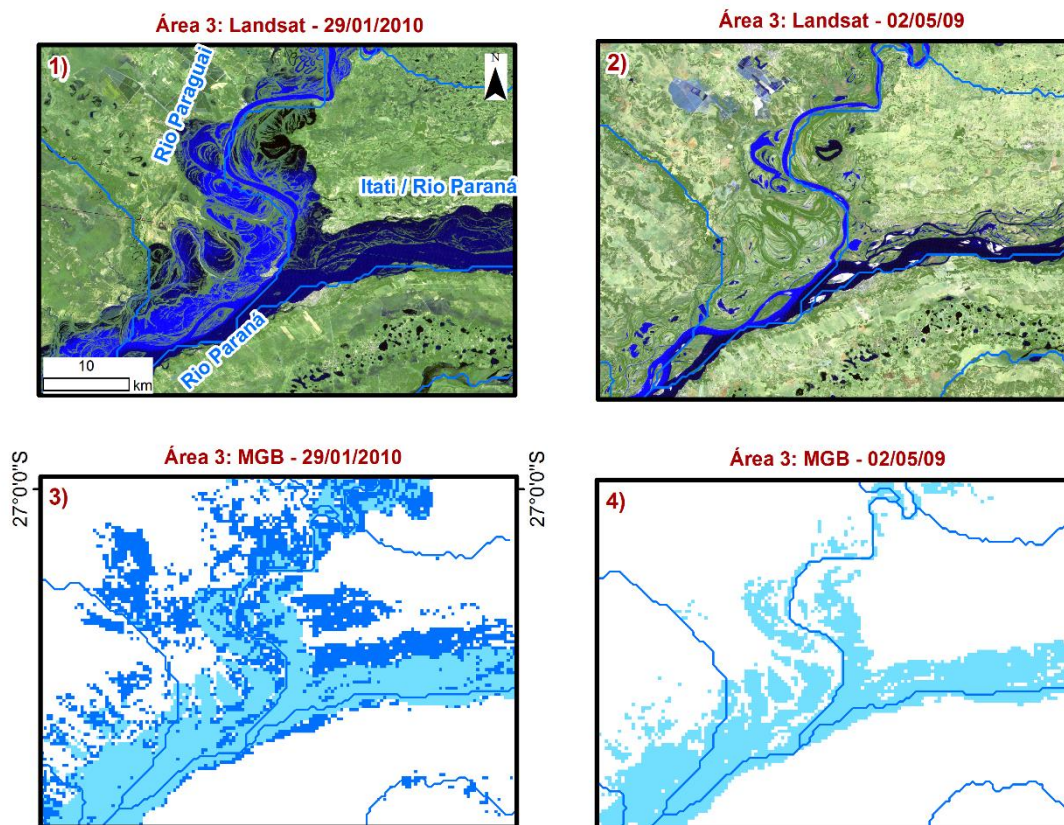 Área 3: Landsat - 29/01/2010
Área 3: Landsat - 02/05/09
1)
N
Rio Paraguai
Itati / Rio Paraná
Rio Paraná
10
km
2)
Área 3: MGB - 29/01/2010
Área 3: MGB - 02/05/09
27°0'0"S
3)
27°0'0"S
4)